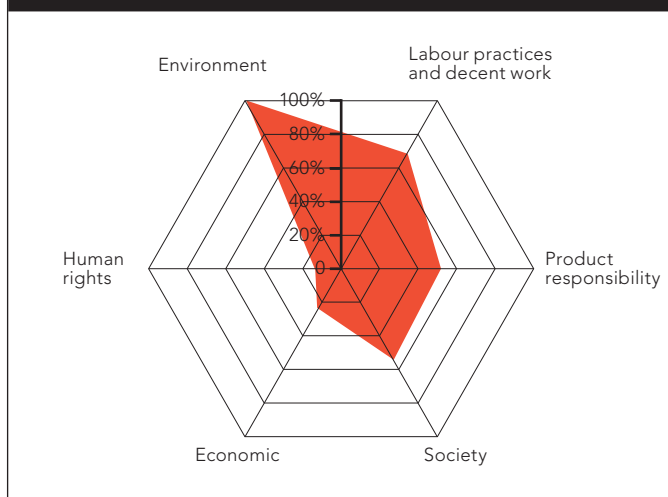 Environment
Labour practices
and decent work
100%
80%
60%
40%
20%
0
Human
rights
Product
responsibility
Economic
Society